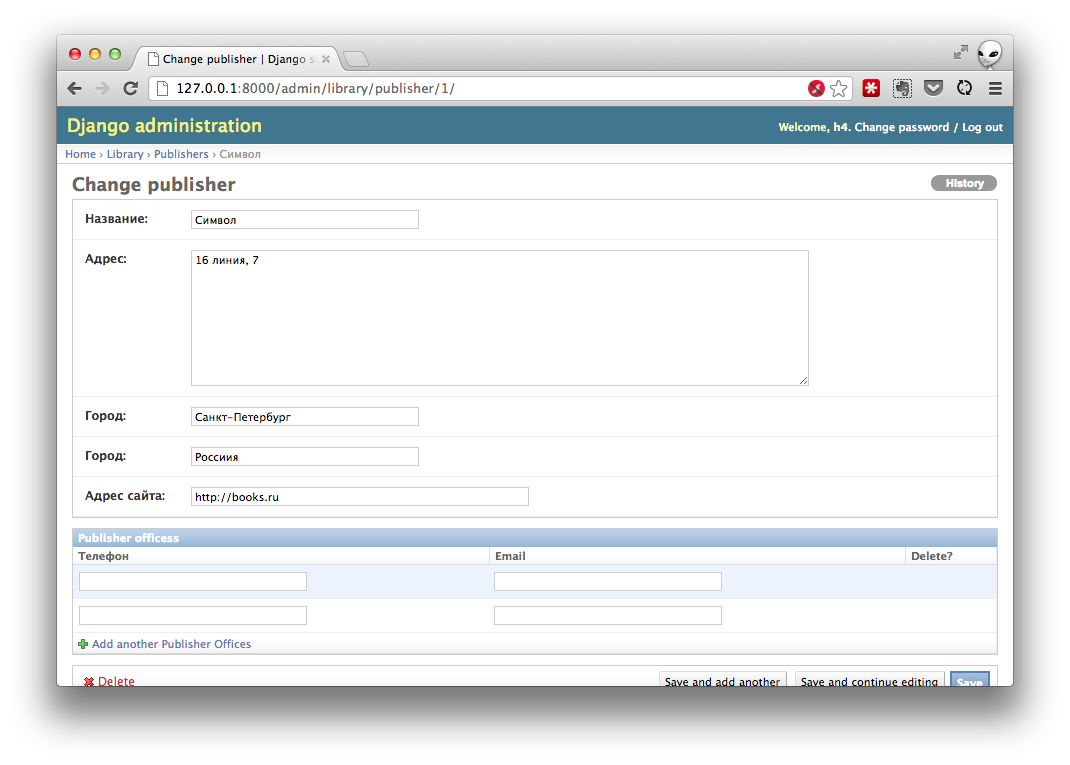 Change publisher | Django s
127.0.0.1:8000/admin/library/publisher/1/
Django administration
Welcome, h4. Change password / Log out
Home › Library › Publishers › Символ
Change publisher
History
Название: Символ
Адрес: 16 линия, 7
Город: Санкт-Петербург
Город: Россиия
Адрес сайта: http://books.ru
Publisher officess
Телефон Email Delete?
Add another Publisher Offices
Delete Save and add another Save and continue editing Save